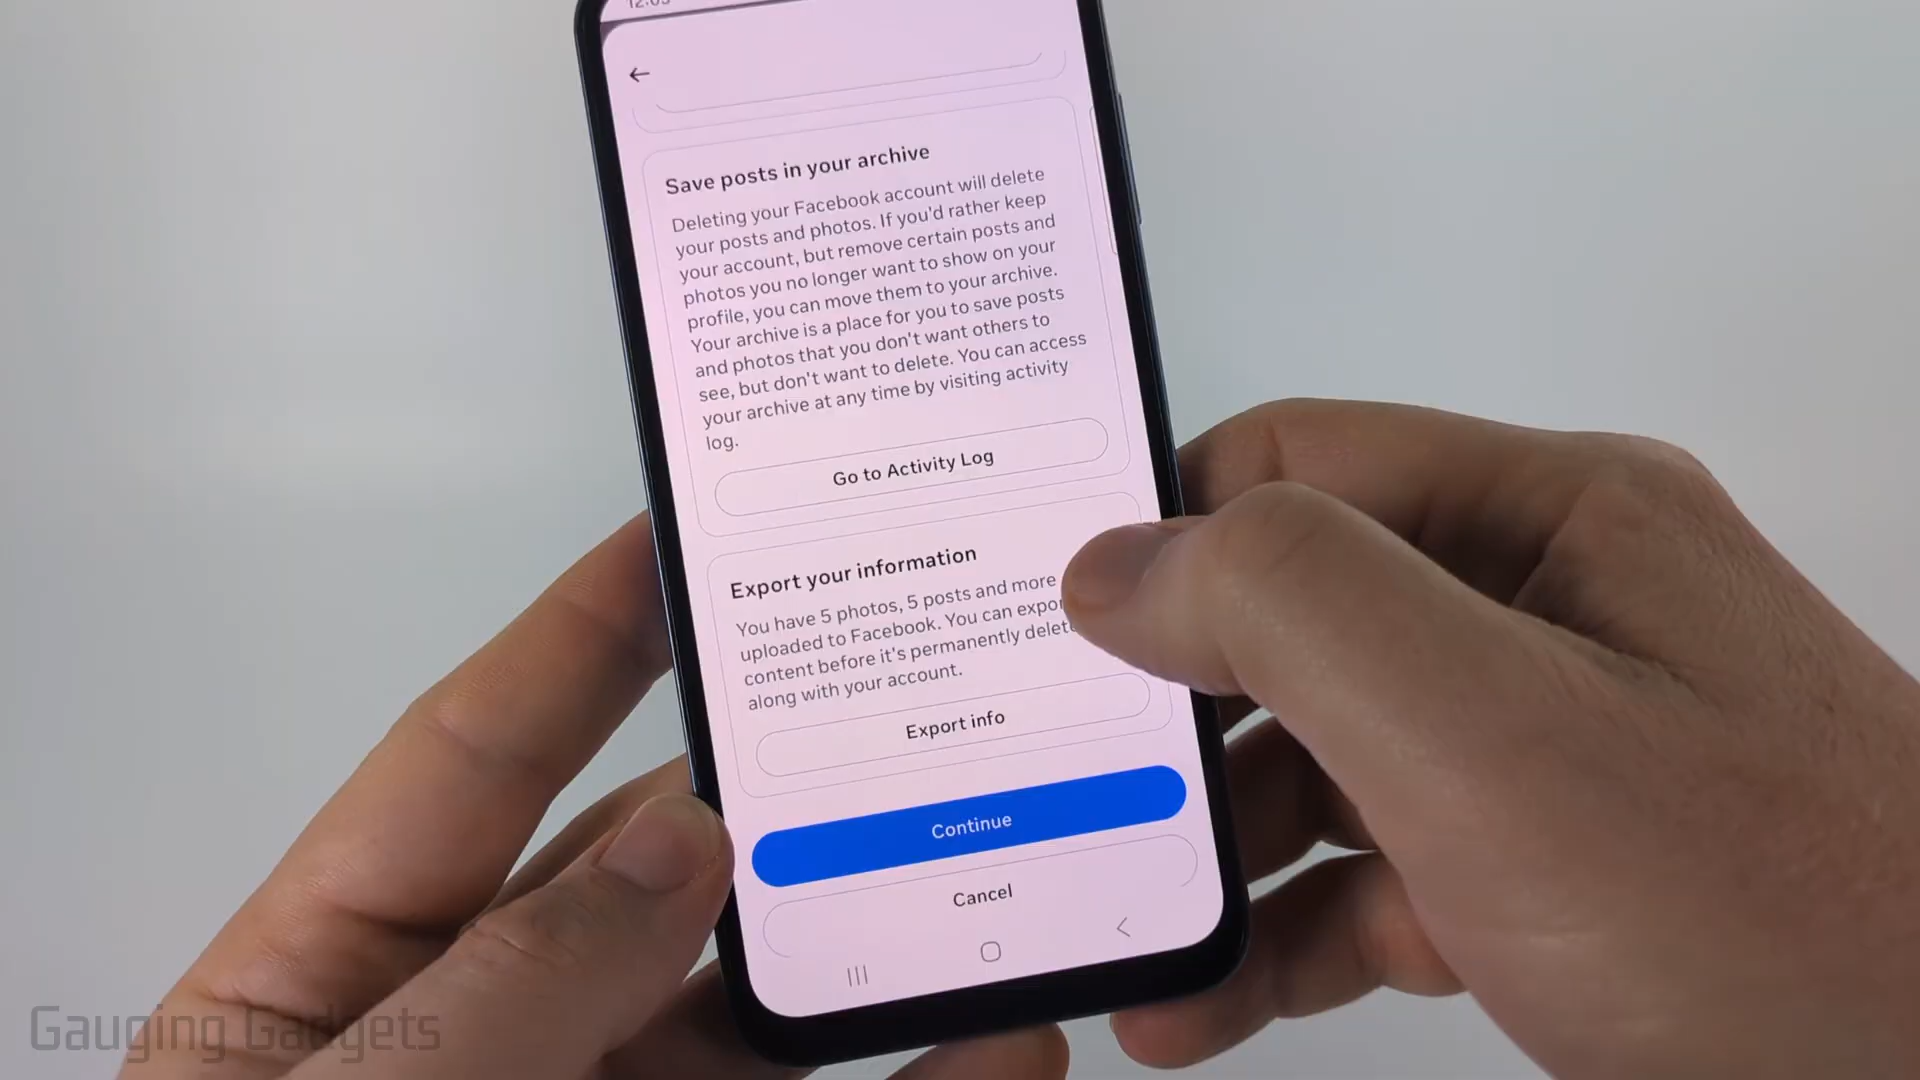 Save posts in your archive
Deleting your Facebook account will delete
your posts and photos. If you'd rather keep
your account, but remove certain posts and
photos you no longer want to show on your
profile, you can move them to your archive.
Your archive is a place for you to save posts
and photos that you don't want others to
see, but don't want to delete. You can access
your archive at any time by visiting activity
log.
Go to Activity Log
Export your information
You have 5 photos, 5 posts and more
uploaded to Facebook. You can
content before it's permanently
along with your account.
Export info
Continue
Cancel
Gauging Gadgets